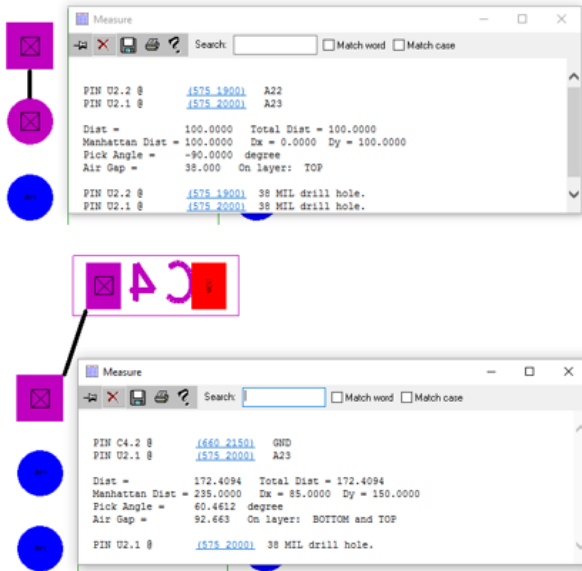 Measure
Search: Match word Match case
PIN U2.2 @ (575 1900) A22
PIN U2.1 @ (575 2000) A23
Dist = 100.0000 Total Dist = 100.0000
Manhattan Dist = 100.0000 Dx = 0.0000 Dy = 100.0000
Pick Angle = -90.0000 degree
Air Gap = 38.000 On layer: TOP
PIN U2.2 @ (575 1900) 38 MIL drill hole.
PIN U2.1 @ (575 2000) 38 MIL drill hole.
C4
Measure
Search: Match word Match case
PIN C4.2 @ (660 2150) GND
PIN U2.1 @ (575 2000) A23
Dist = 172.4094 Total Dist = 172.4094
Manhattan Dist = 235.0000 Dx = 85.0000 Dy = 150.0000
Pick Angle = 60.4612 degree
Air Gap = 92.663 On layer: BOTTOM and TOP
PIN U2.1 @ (575 2000) 38 MIL drill hole.